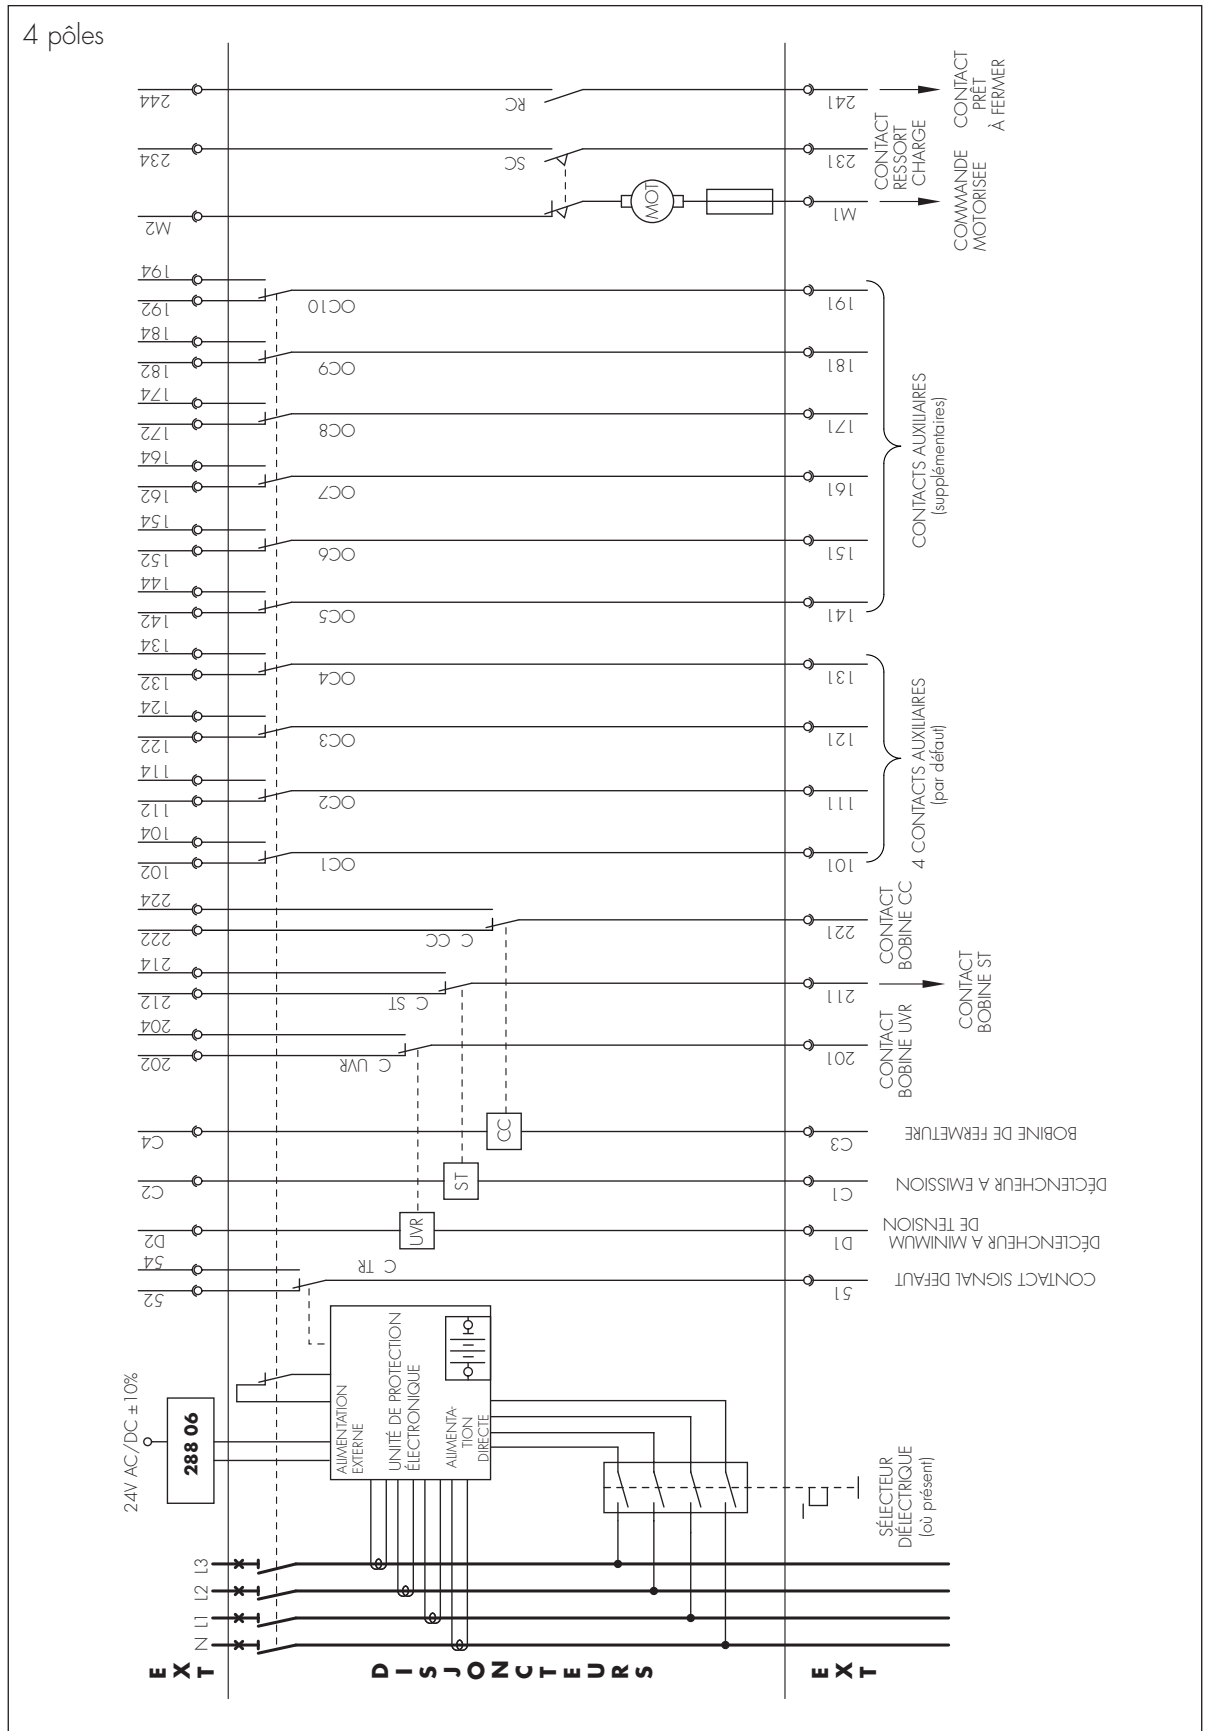 4 pôles
244
RC
241
CONTACT
PRÊT
À FERMER
234
SC
231
CONTACT
RESSORT
CHARGE
M2
MOT
M1
COMMANDE
MOTORISEE
194
192
OC10
191
184
182
OC9
181
174
172
OC8
171
164
162
OC7
161
154
152
OC6
151
144
142
OC5
141
CONTACTS AUXILIAIRES
(supplémentaires)
134
132
OC4
131
124
122
OC3
121
114
112
OC2
111
104
102
OC1
101
4 CONTACTS AUXILIAIRES
(par défaut)
224
222
C CC
221
CONTACT
BOBINE CC
214
212
C ST
211
CONTACT
BOBINE ST
204
202
C UVR
201
CONTACT
BOBINE UVR
C4
CC
C3
BOBINE DE FERMETURE
C2
ST
C1
DÉCLENCHEUR A EMISSION
D2
UVR
D1
DÉCLENCHEUR A MINIMUM
DE TENSION
54
52
C TR
51
CONTACT SIGNAL DEFAUT
24V AC/DC ±10%
288 06
ALIMENTATION
EXTERNE
UNITÉ DE PROTECTION
ÉLECTRONIQUE
ALIMENTA-
TION
DIRECTE
SÉLECTEUR
DIÉLECTRIQUE
(où présent)
L3
L2
L1
N
EXT
DISJONCTEURS
EXT